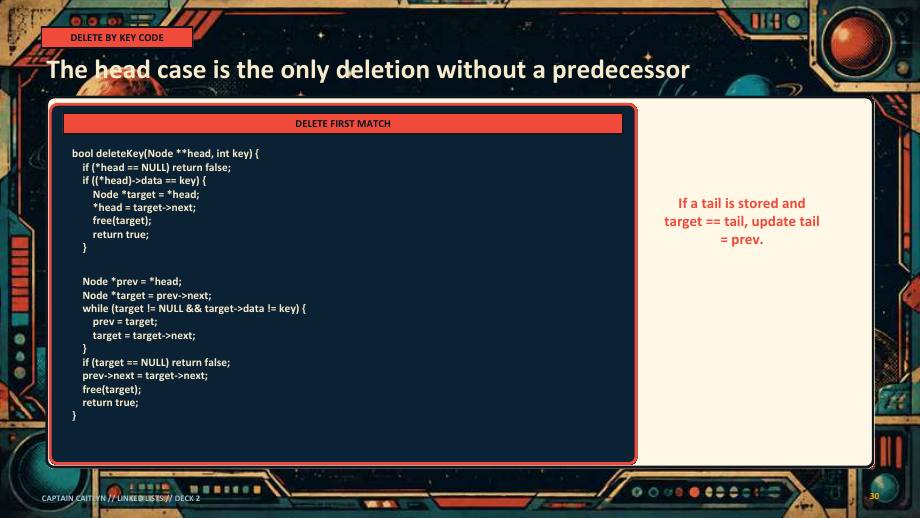 DELETE BY KEY CODE
The head case is the only deletion without a predecessor
DELETE FIRST MATCH
bool deleteKey(Node **head, int key) {
    if (*head == NULL) return false;
    if ((*head)->data == key) {
        Node *target = *head;
        *head = target->next;
        free(target);
        return true;
    }

    Node *prev = *head;
    Node *target = prev->next;
    while (target != NULL && target->data != key) {
        prev = target;
        target = target->next;
    }
    if (target == NULL) return false;
    prev->next = target->next;
    free(target);
    return true;
}
If a tail is stored and
target == tail, update tail
= prev.
CAPTAIN CAITLYN // LINKED LISTS // DECK 2
30